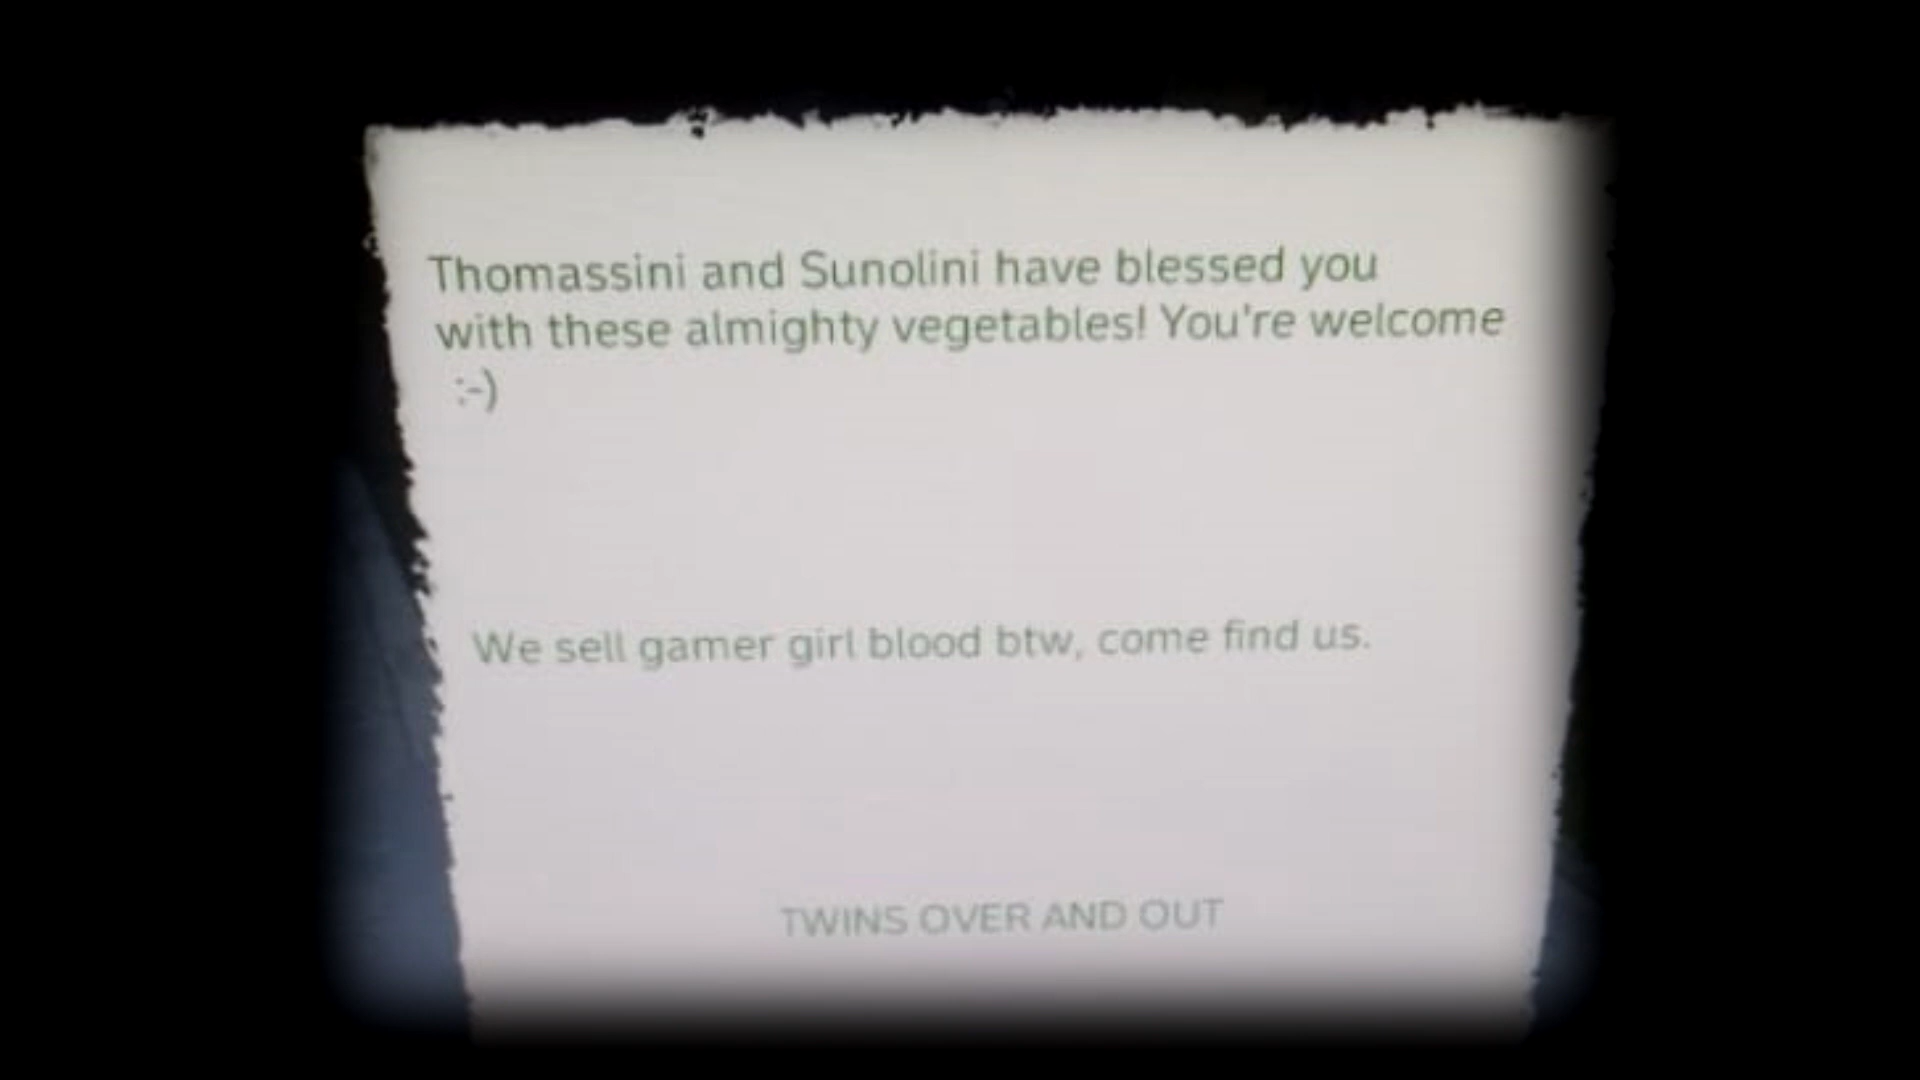 Thomassini and Sunolini have blessed you
with these almighty vegetables! You're welcome
:-)
We sell gamer girl blood btw, come find us.
TWINS OVER AND OUT